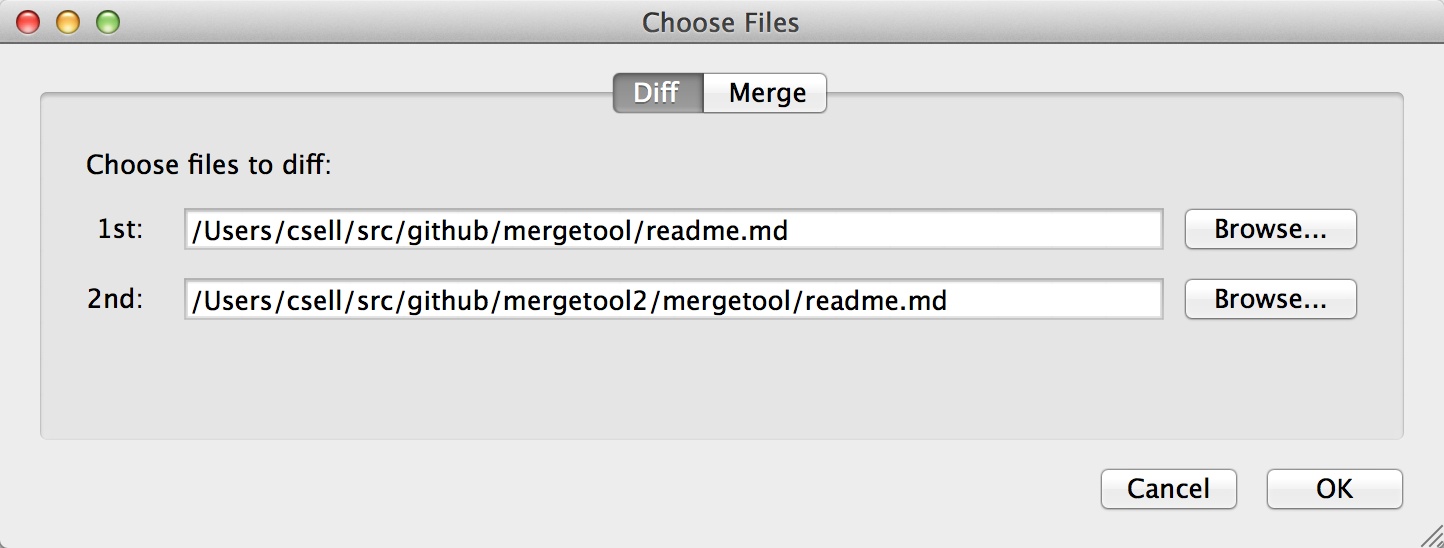 Choose Files
Diff Merge
Choose files to diff:
1st: /Users/csell/src/github/mergetool/readme.md Browse...
2nd: /Users/csell/src/github/mergetool2/mergetool/readme.md Browse...
Cancel OK